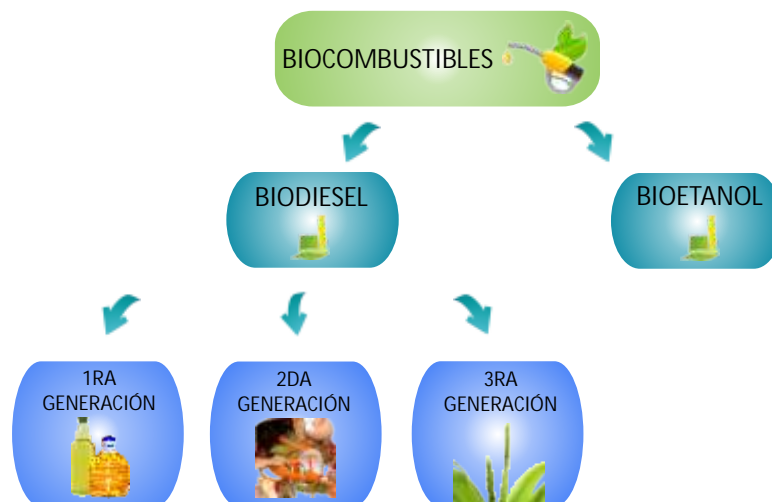 BIOCOMBUSTIBLES
BIODIESEL
BIOETANOL
1RA
GENERACIÓN
2DA
GENERACIÓN
3RA
GENERACIÓN